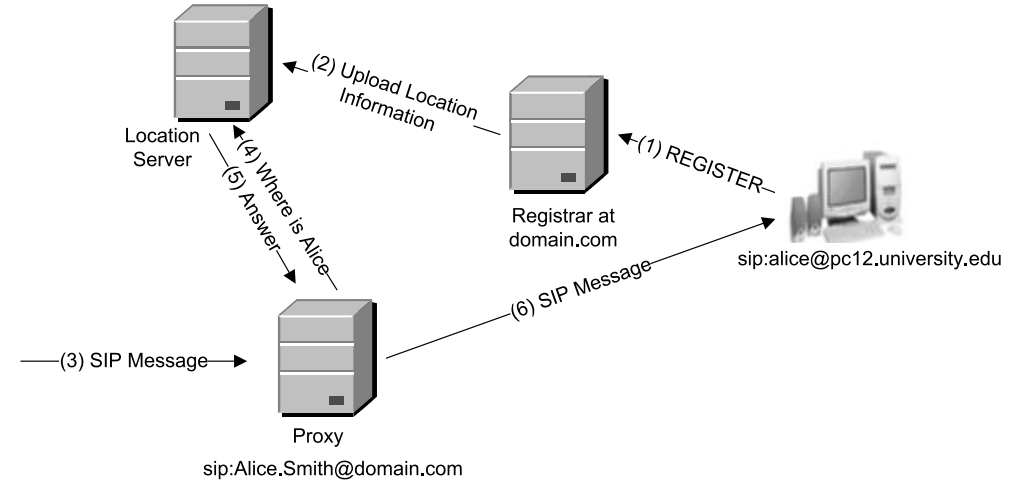 (2) Upload Location
Information
Location
Server
(1) REGISTER
(4) Where is Alice
(5) Answer
Registrar at
domain.com
sip:alice@pc12.university.edu
(6) SIP Message
(3) SIP Message
Proxy
sip:Alice.Smith@domain.com